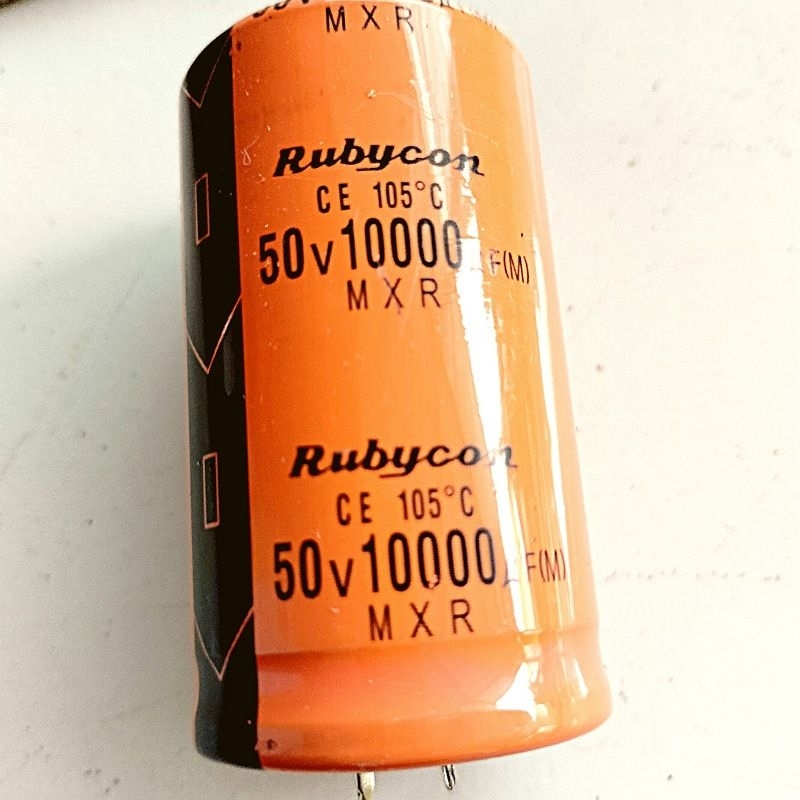 MXR
Rubycon
CE 105°C
50V10000μF(M)
MXR
Rubycon
CE 105°C
50V10000μF(M)
MXR